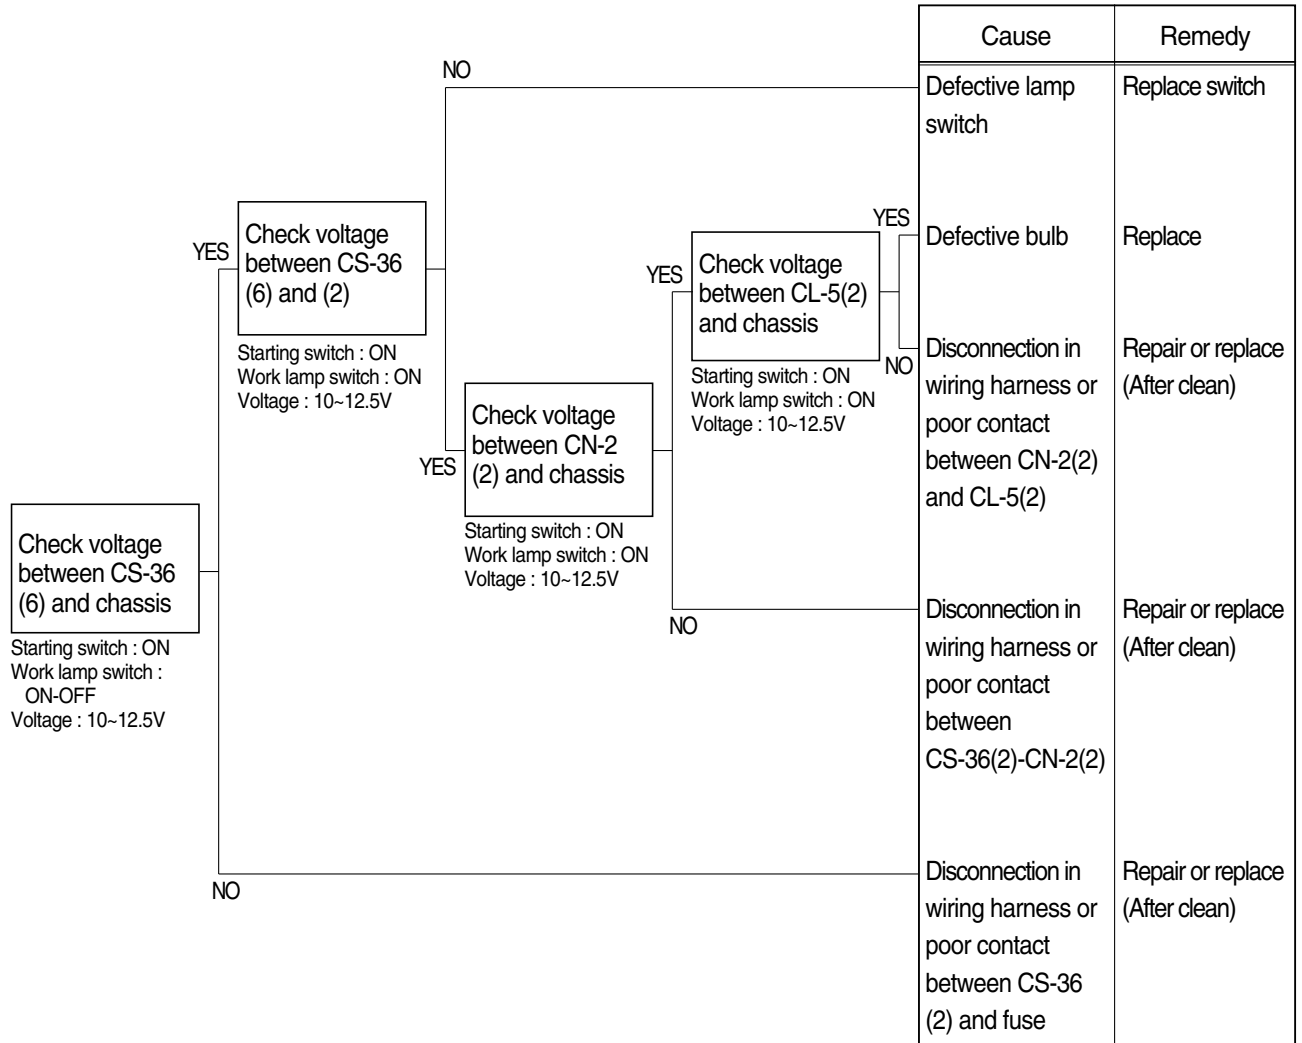 Cause
Remedy
NO
Defective lamp
switch
Replace switch
YES
Check voltage
between CS-36
(6) and (2)
Starting switch : ON
Work lamp switch : ON
Voltage : 10~12.5V
YES
Check voltage
between CL-5(2)
and chassis
Starting switch : ON
Work lamp switch : ON
Voltage : 10~12.5V
YES
Defective bulb
Replace
NO
Disconnection in
wiring harness or
poor contact
between CN-2(2)
and CL-5(2)
Repair or replace
(After clean)
YES
Check voltage
between CN-2
(2) and chassis
Starting switch : ON
Work lamp switch : ON
Voltage : 10~12.5V
Check voltage
between CS-36
(6) and chassis
Starting switch : ON
Work lamp switch :
ON-OFF
Voltage : 10~12.5V
NO
Disconnection in
wiring harness or
poor contact
between
CS-36(2)-CN-2(2)
Repair or replace
(After clean)
NO
Disconnection in
wiring harness or
poor contact
between CS-36
(2) and fuse
Repair or replace
(After clean)